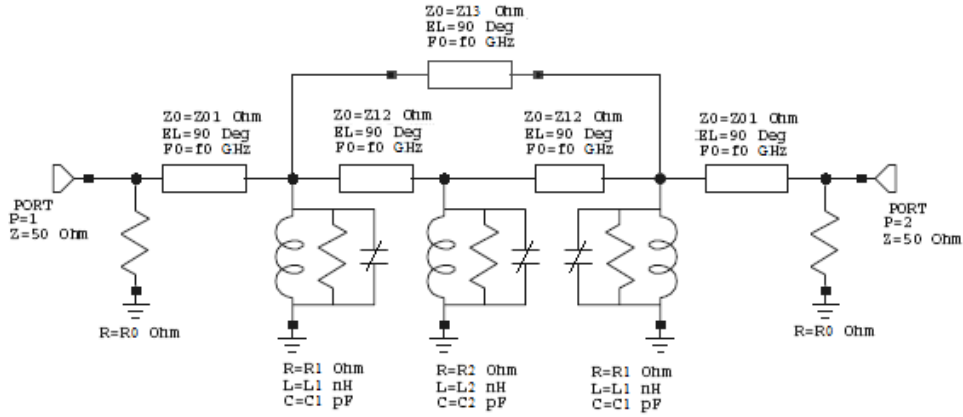 Z0=Z13 Ohm
EL=90 Deg
F0=f0 GHz
Z0=Z01 Ohm
EL=90 Deg
F0=f0 GHz
Z0=Z12 Ohm
EL=90 Deg
F0=f0 GHz
Z0=Z12 Ohm
EL=90 Deg
F0=f0 GHz
Z0=Z01 Ohm
EL=90 Deg
F0=f0 GHz
PORT
P=1
Z=50 Ohm
PORT
P=2
Z=50 Ohm
R=R0 Ohm
R=R0 Ohm
R=R1 Ohm
L=L1 nH
C=C1 pF
R=R2 Ohm
L=L2 nH
C=C2 pF
R=R1 Ohm
L=L1 nH
C=C1 pF